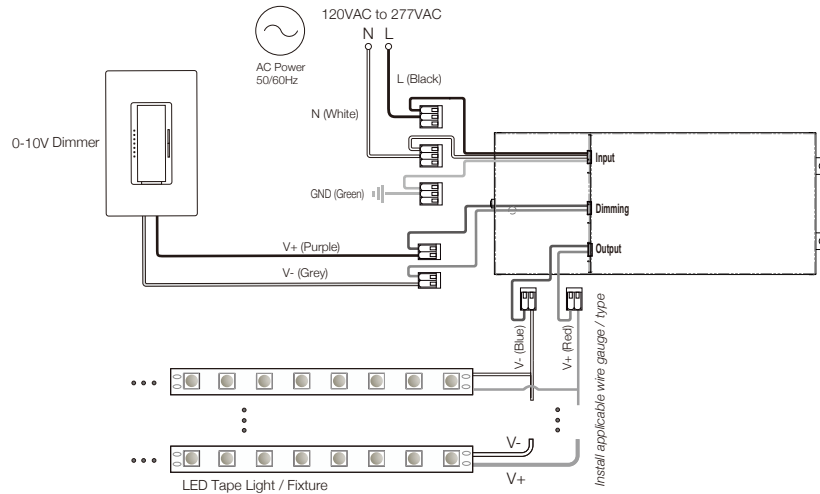 120VAC to 277VAC
N L
AC Power
50/60Hz
L (Black)
N (White)
0-10V Dimmer
GND (Green)
Input
Dimming
Output
V+ (Purple)
V- (Grey)
V- (Blue)
V+ (Red)
Install applicable wire gauge / type
V-
V+
LED Tape Light / Fixture